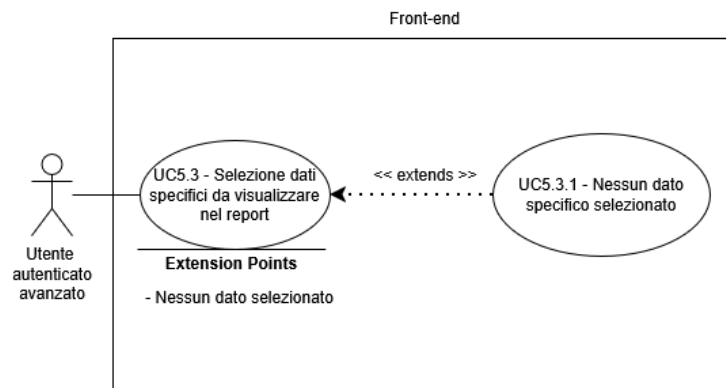 Front-end
UC5.3 - Selezione dati
specifici da visualizzare
nel report
<< extends >>
UC5.3.1 - Nessun dato
specifico selezionato
Utente
autenticato
avanzato
Extension Points
- Nessun dato selezionato